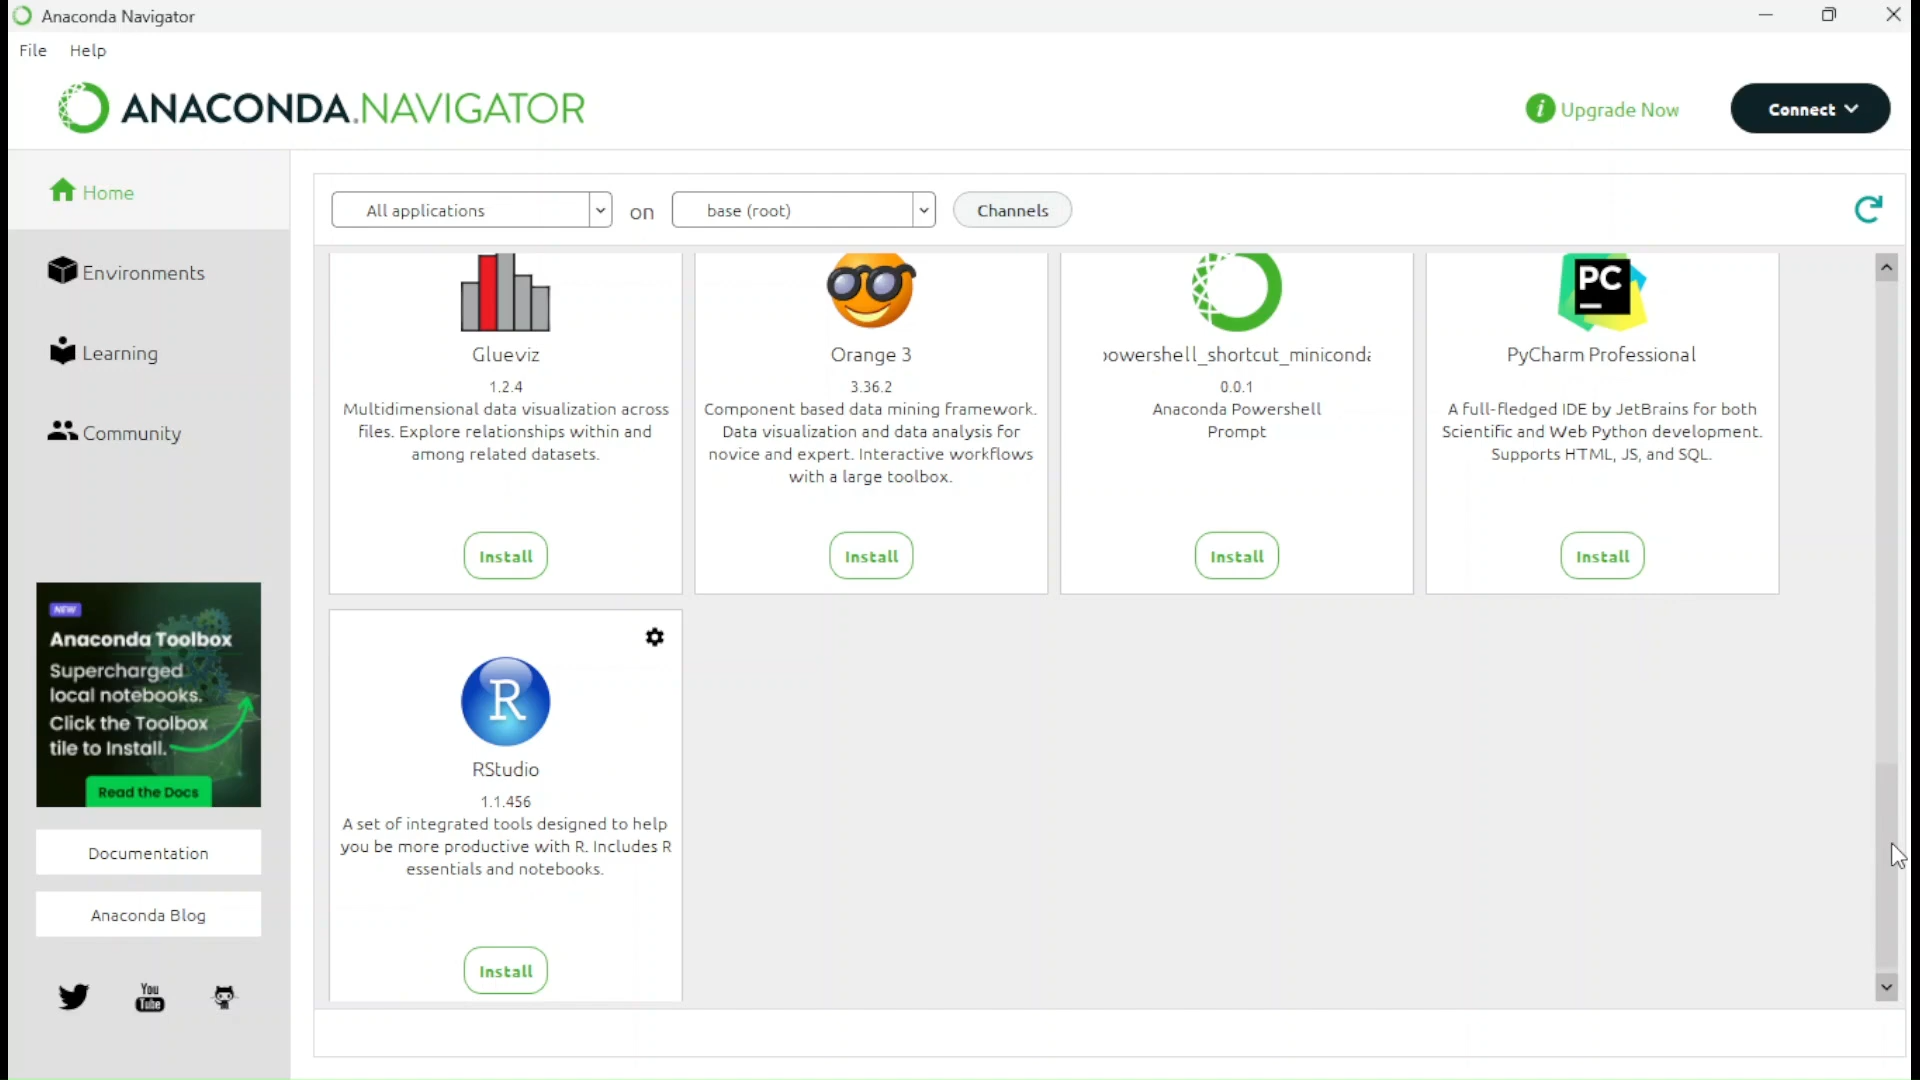 Anaconda Navigator
File Help
ANACONDA.NAVIGATOR
i Upgrade Now
Connect
Home
Environments
Learning
Community
All applications on base (root) Channels
Glueviz
1.2.4
Multidimensional data visualization across
files. Explore relationships within and
among related datasets.
Install
Orange 3
3.36.2
Component based data mining framework.
Data visualization and data analysis for
novice and expert. Interactive workflows
with a large toolbox.
Install
powershell_shortcut_miniconda
0.0.1
Anaconda Powershell
Prompt
Install
PC
PyCharm Professional
A full-fledged IDE by JetBrains for both
Scientific and Web Python development.
Supports HTML, JS, and SQL.
Install
R
RStudio
1.1.456
A set of integrated tools designed to help
you be more productive with R. Includes R
essentials and notebooks.
Install
NEW
Anaconda Toolbox
Supercharged
local notebooks.
Click the Toolbox
tile to Install.
Read the Docs
Documentation
Anaconda Blog
You
Tube